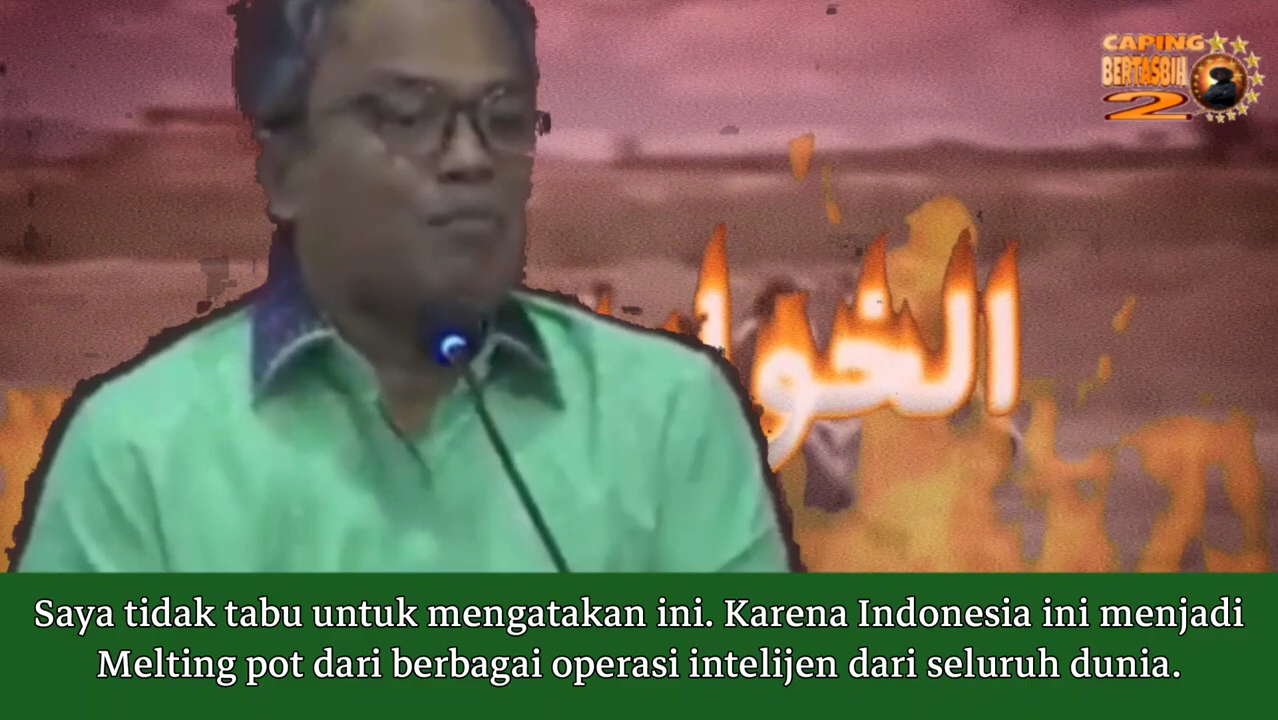 CAPING
BERTASBIH
2
Saya tidak tabu untuk mengatakan ini. Karena Indonesia ini menjadi
Melting pot dari berbagai operasi intelijen dari seluruh dunia.